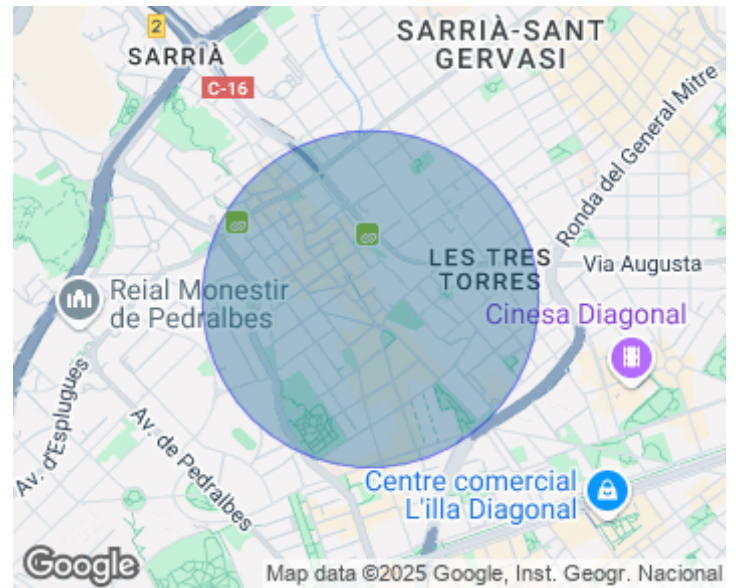 SARRIÀ-SANT
GERVASI
2
SARRIÀ
C-16
Ronda del General Mitre
LES TRES
TORRES
Via Augusta
Reial Monestir
de Pedralbes
Cinesa Diagonal
Av. d'Esplugues
Av. de Pedralbes
Centre comercial
L'illa Diagonal
Google
Map data ©2025 Google, Inst. Geogr. Nacional